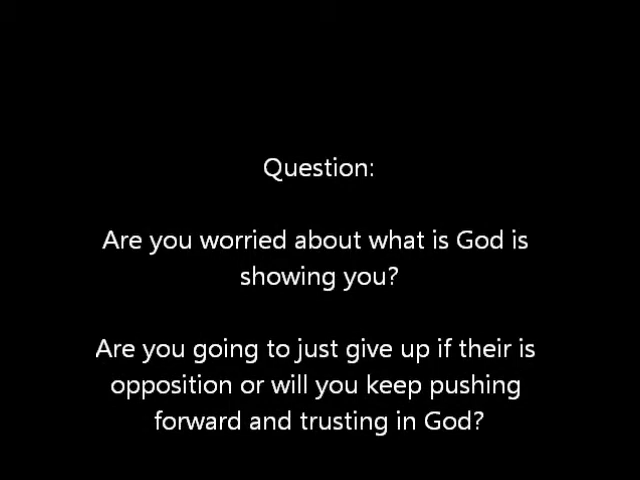 Question:
Are you worried about what is God is
showing you?
Are you going to just give up if their is
opposition or will you keep pushing
forward and trusting in God?